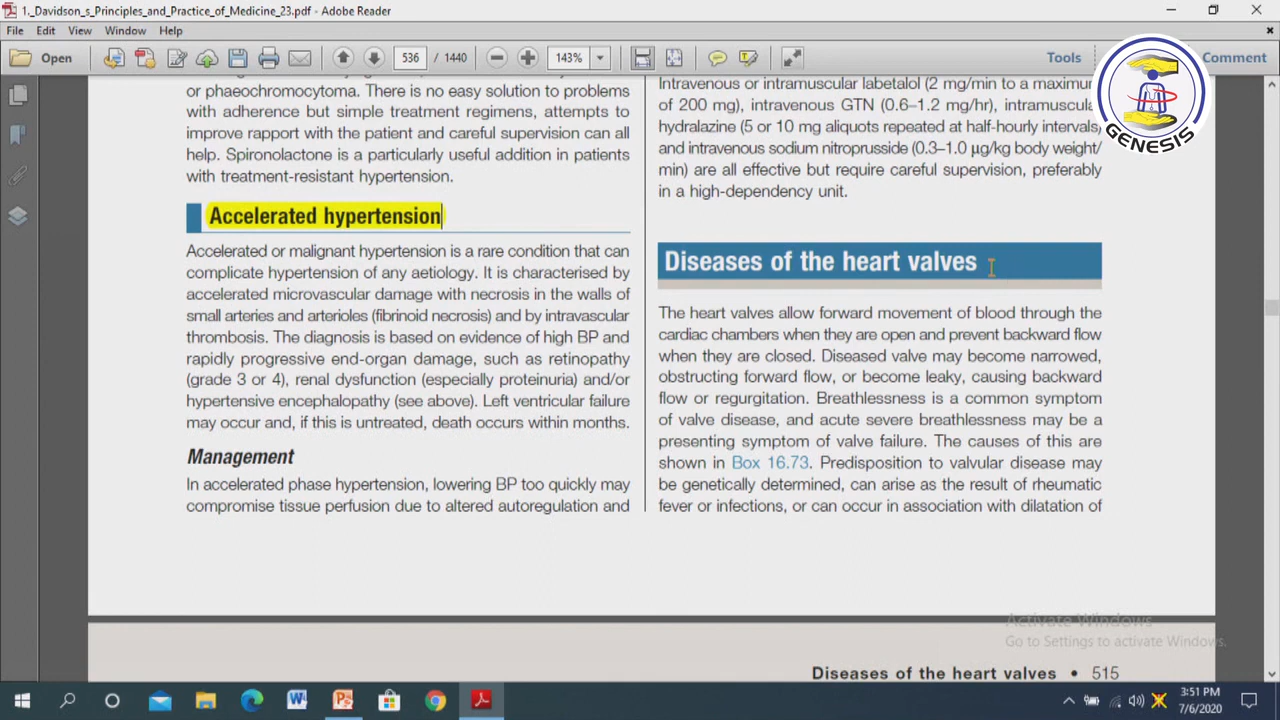 1._Davidson_s_Principles_and_Practice_of_Medicine_23.pdf - Adobe Reader
File Edit View Window Help
Open 536 / 1440 143% Tools Comment
GENESIS
or phaeochromocytoma. There is no easy solution to problems
with adherence but simple treatment regimens, attempts to
improve rapport with the patient and careful supervision can all
help. Spironolactone is a particularly useful addition in patients
with treatment-resistant hypertension.
Accelerated hypertension
Accelerated or malignant hypertension is a rare condition that can
complicate hypertension of any aetiology. It is characterised by
accelerated microvascular damage with necrosis in the walls of
small arteries and arterioles (fibrinoid necrosis) and by intravascular
thrombosis. The diagnosis is based on evidence of high BP and
rapidly progressive end-organ damage, such as retinopathy
(grade 3 or 4), renal dysfunction (especially proteinuria) and/or
hypertensive encephalopathy (see above). Left ventricular failure
may occur and, if this is untreated, death occurs within months.
Management
In accelerated phase hypertension, lowering BP too quickly may
compromise tissue perfusion due to altered autoregulation and
Intravenous or intramuscular labetalol (2 mg/min to a maximum
of 200 mg), intravenous GTN (0.6–1.2 mg/hr), intramuscular
hydralazine (5 or 10 mg aliquots repeated at half-hourly intervals)
and intravenous sodium nitroprusside (0.3–1.0 μg/kg body weight/
min) are all effective but require careful supervision, preferably
in a high-dependency unit.
Diseases of the heart valves
The heart valves allow forward movement of blood through the
cardiac chambers when they are open and prevent backward flow
when they are closed. Diseased valve may become narrowed,
obstructing forward flow, or become leaky, causing backward
flow or regurgitation. Breathlessness is a common symptom
of valve disease, and acute severe breathlessness may be a
presenting symptom of valve failure. The causes of this are
shown in Box 16.73. Predisposition to valvular disease may
be genetically determined, can arise as the result of rheumatic
fever or infections, or can occur in association with dilatation of
Activate Windows
Go to Settings to activate Windows.
Diseases of the heart valves • 515
3:51 PM
7/6/2020